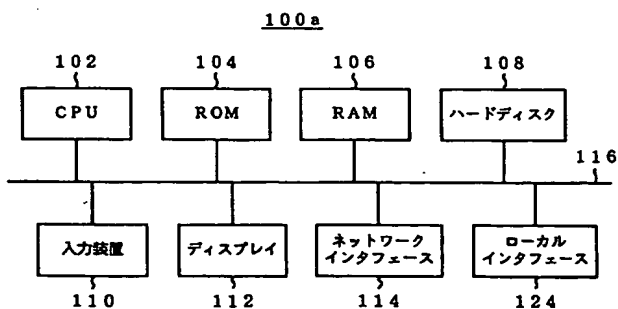 100a
102 104 106 108
CPU ROM RAM ハードディスク
116
入力装置 ディスプレイ ネットワーク ローカル
インタフェース インタフェース
110 112 114 124